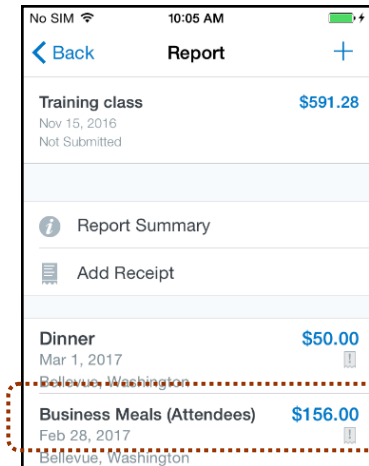 No SIM 10:05 AM
Back Report +
Training class $591.28
Nov 15, 2016
Not Submitted
Report Summary
Add Receipt
Dinner $50.00
Mar 1, 2017
Bellevue, Washington
Business Meals (Attendees) $156.00
Feb 28, 2017
Bellevue, Washington